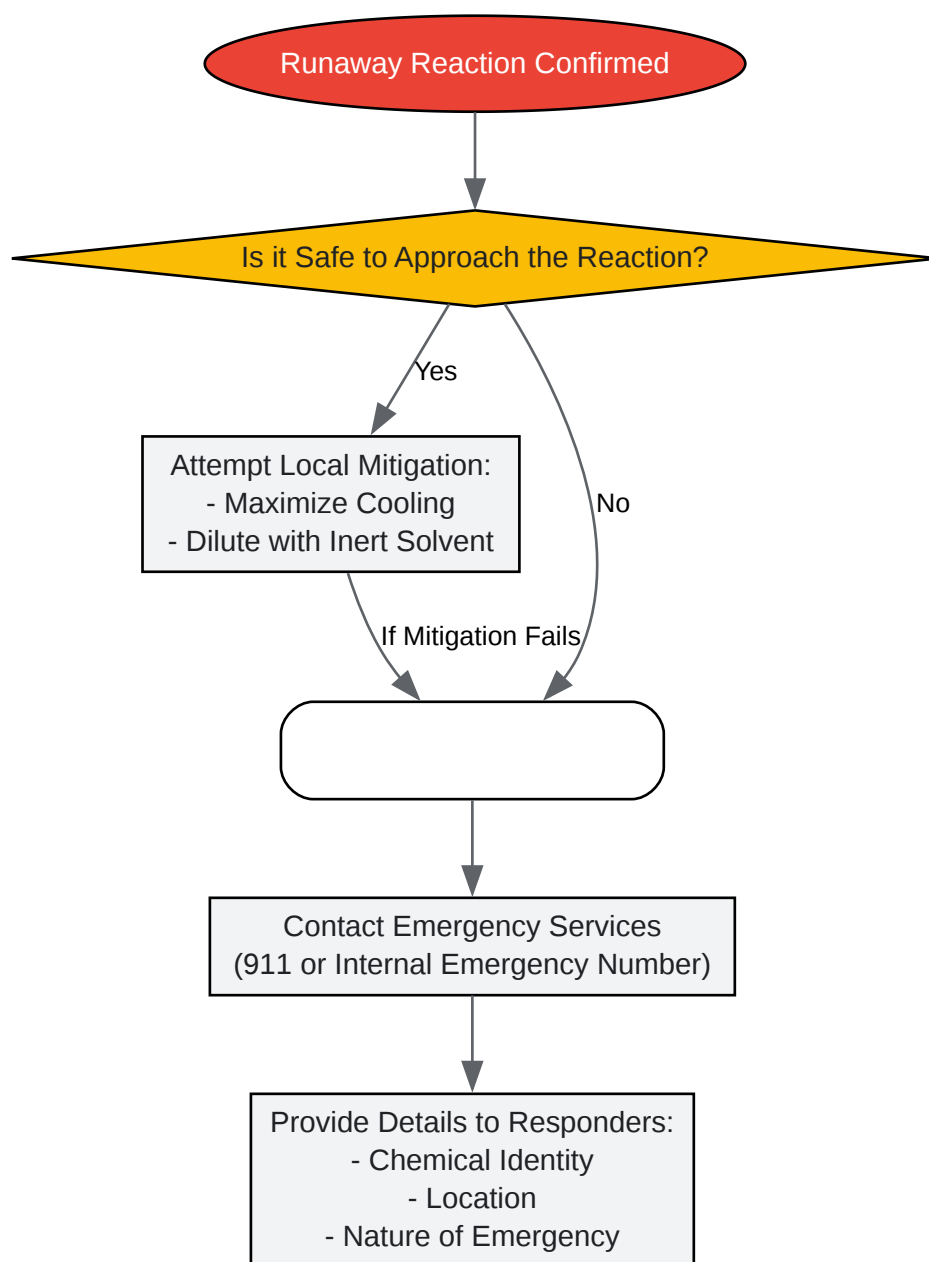 Runaway Reaction Confirmed
Is it Safe to Approach the Reaction?
Yes
Attempt Local Mitigation:
- Maximize Cooling
- Dilute with Inert Solvent
No
If Mitigation Fails
Contact Emergency Services
(911 or Internal Emergency Number)
Provide Details to Responders:
- Chemical Identity
- Location
- Nature of Emergency